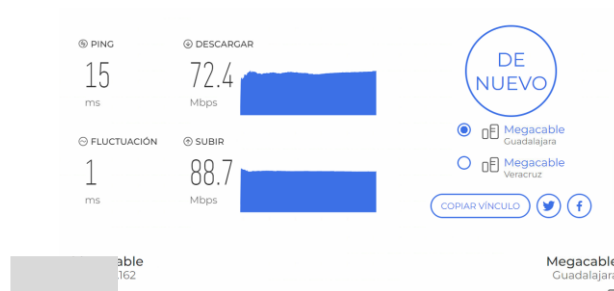 PING
15
ms
DESCARGAR
72.4
Mbps
FLUCTUACIÓN
1
ms
SUBIR
88.7
Mbps
DE
NUEVO
Megacable
Guadalajara
Megacable
Veracruz
COPIAR VÍNCULO
able
.162
Megacable
Guadalajara